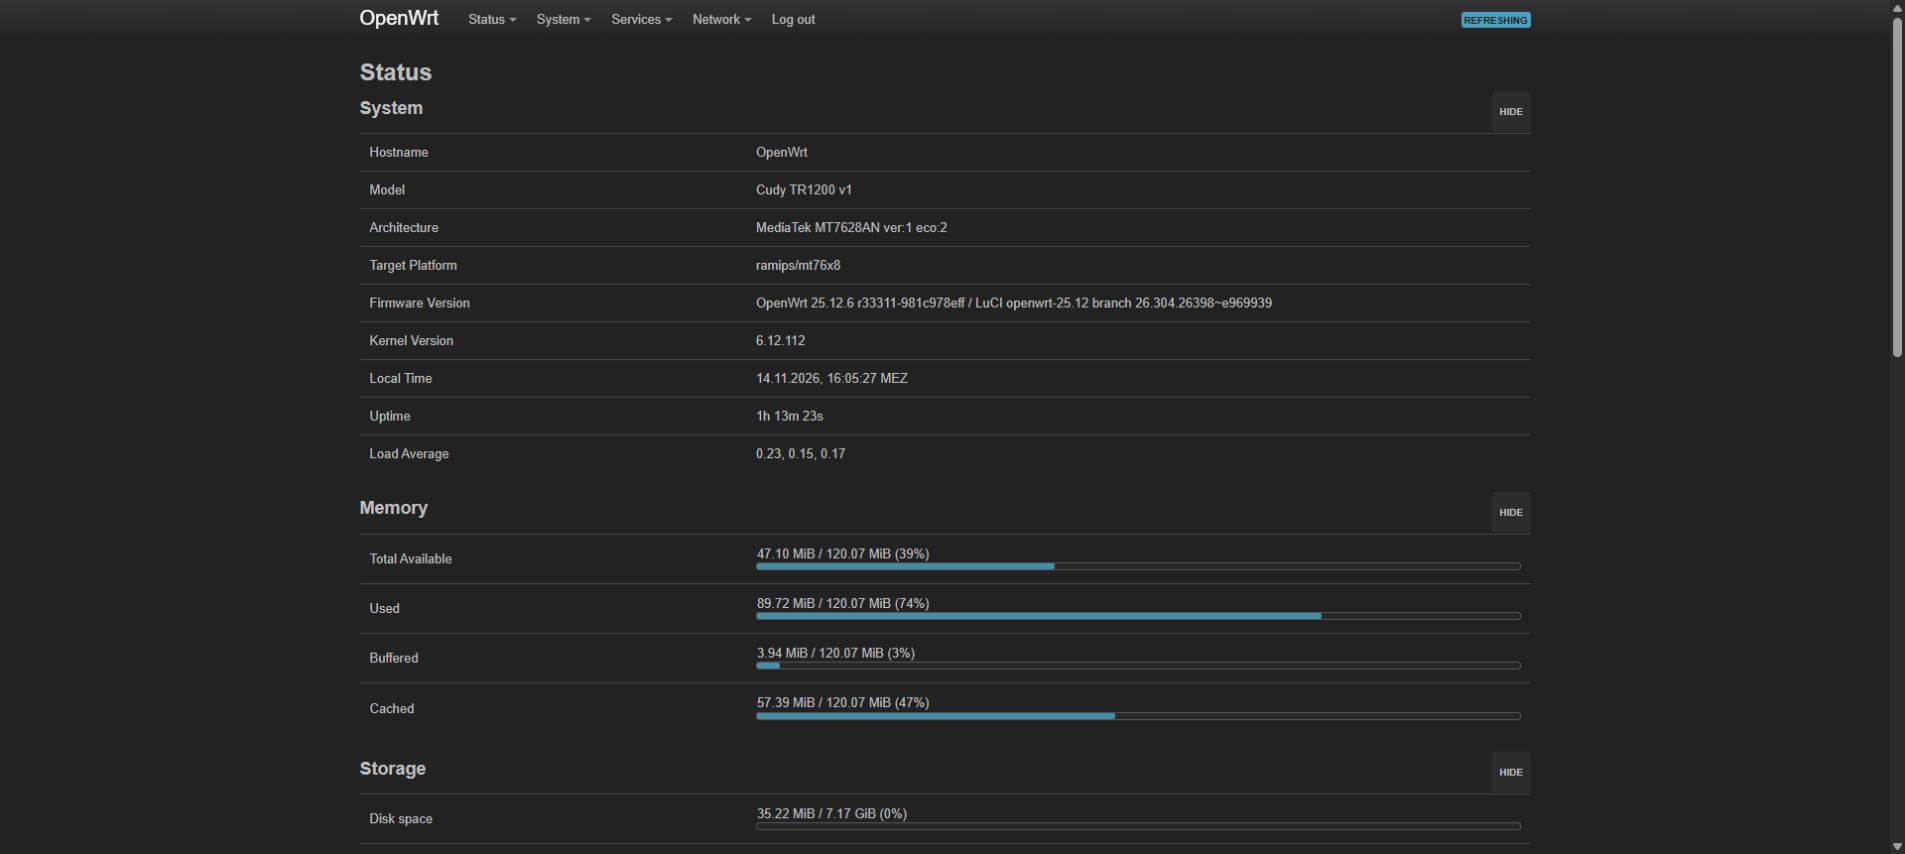 OpenWrt Status System Services Network Log out REFRESHING
Status
System HIDE
Hostname OpenWrt
Model Cudy TR1200 v1
Architecture MediaTek MT7628AN ver:1 eco:2
Target Platform ramips/mt76x8
Firmware Version OpenWrt 25.12.6 r33311-981c978eff / LuCI openwrt-25.12 branch 26.304.26398~e969939
Kernel Version 6.12.112
Local Time 14.11.2026, 16:05:27 MEZ
Uptime 1h 13m 23s
Load Average 0.23, 0.15, 0.17
Memory HIDE
Total Available 47.10 MiB / 120.07 MiB (39%)
Used 89.72 MiB / 120.07 MiB (74%)
Buffered 3.94 MiB / 120.07 MiB (3%)
Cached 57.39 MiB / 120.07 MiB (47%)
Storage HIDE
Disk space 35.22 MiB / 7.17 GiB (0%)